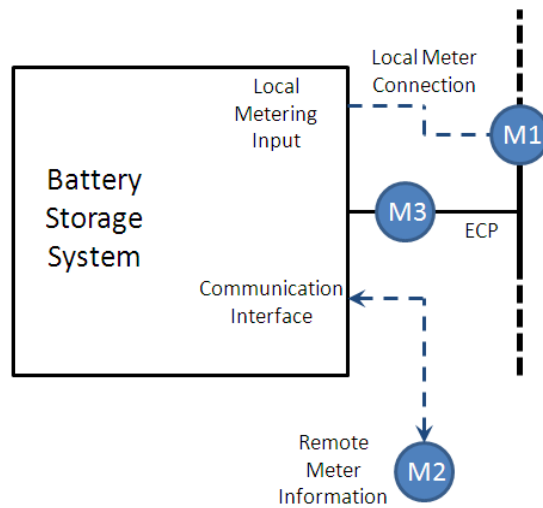 Local Meter
Connection
Local
Metering
Input
M1
Battery
Storage
System
M3
ECP
Communication
Interface
Remote
Meter
Information
M2